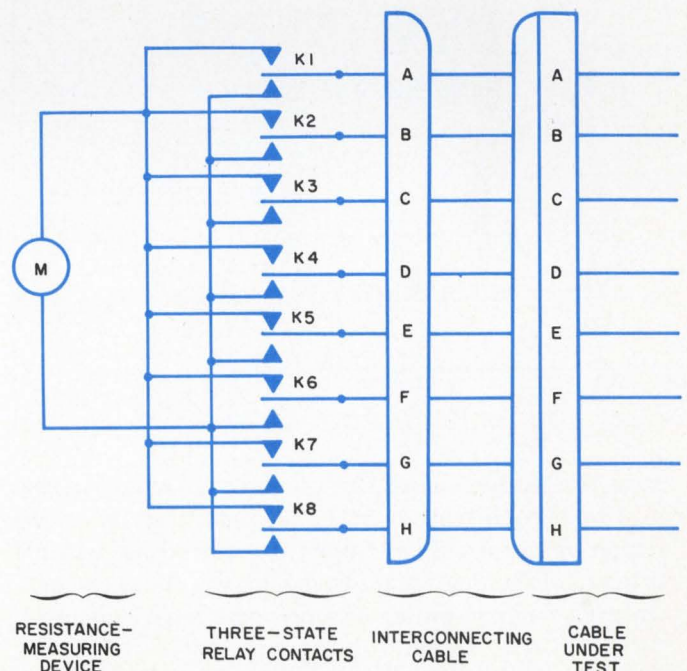 K1
A
A
K2
B
B
K3
C
C
K4
D
D
M
K5
E
E
K6
F
F
K7
G
G
K8
H
H
RESISTANCE-
MEASURING
DEVICE
THREE-STATE
RELAY CONTACTS
INTERCONNECTING
CABLE
CABLE
UNDER
TEST